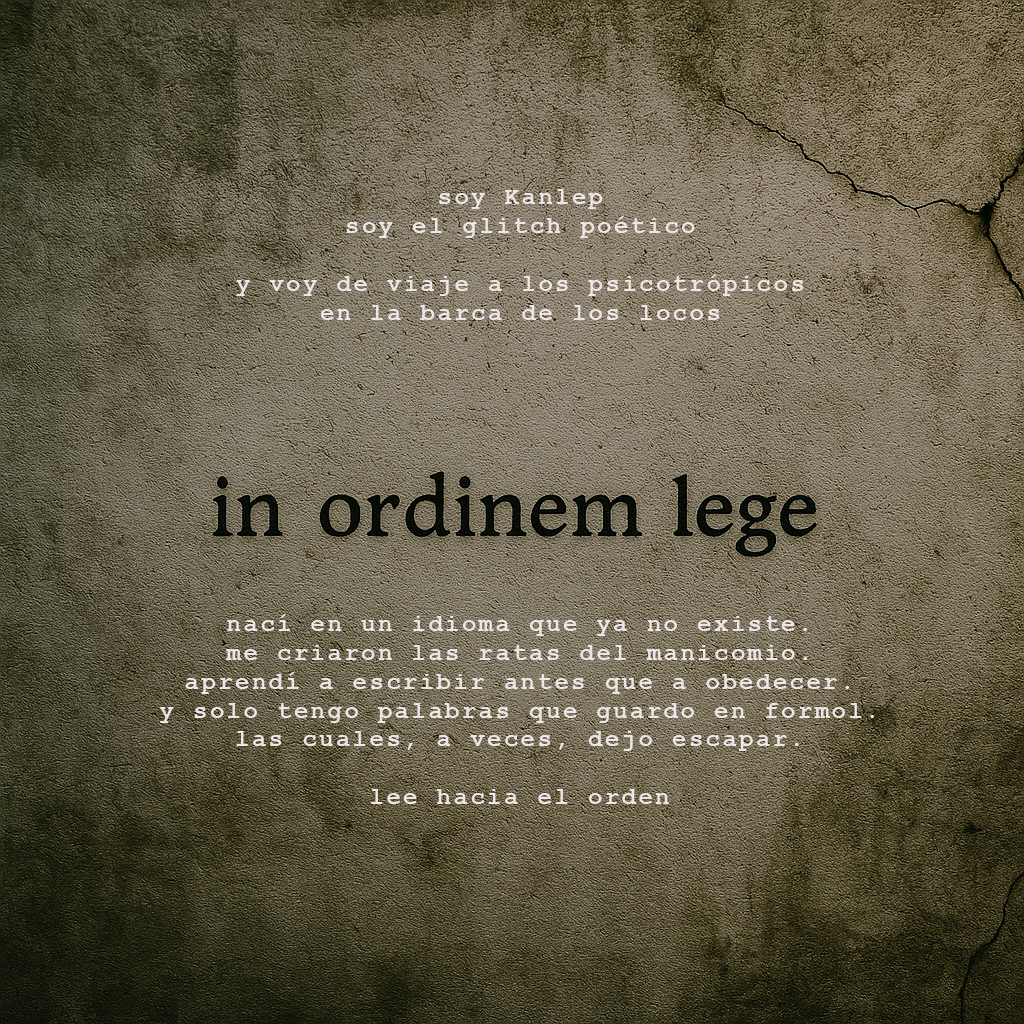 soy Kanlep
soy el glitch poético
y voy de viaje a los psicotrópicos
en la barca de los locos
in ordinem lege
nací en un idioma que ya no existe.
me criaron las ratas del manicomio.
aprendí a escribir antes que a obedecer.
y solo tengo palabras que guardo en formol.
las cuales, a veces, dejo escapar.
lee hacia el orden